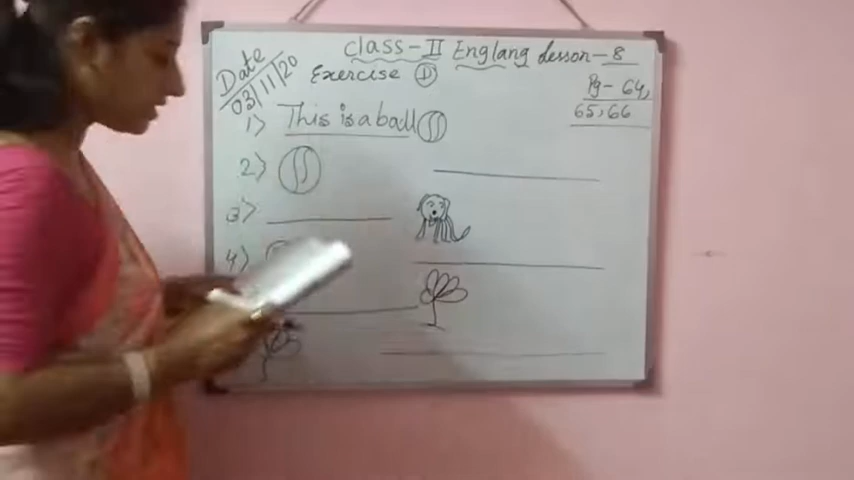 Class-II Englang Lesson-8
Date 03/11/20
Exercise D
Pg-64,
65,66
1> This is a ball
2>
3>
4>